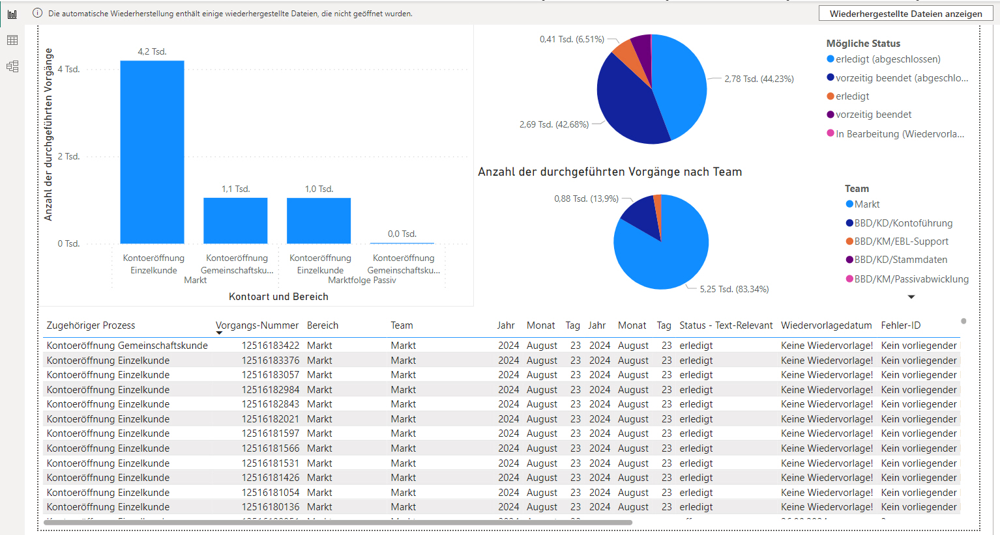 Die automatische Wiederherstellung enthält einige wiederhergestellte Dateien, die nicht geöffnet wurden.
Wiederhergestellte Dateien anzeigen
Anzahl der durchgeführten Vorgänge
4 Tsd.
2 Tsd.
0 Tsd.
4,2 Tsd.
1,1 Tsd.
1,0 Tsd.
0,0 Tsd.
Kontoeröffnung Einzelkunde
Kontoeröffnung Gemeinschaftsku...
Kontoeröffnung Einzelkunde
Kontoeröffnung Gemeinschaftsku...
Markt
Marktfolge Passiv
Kontoart und Bereich
0,41 Tsd. (6,51%)
2,78 Tsd. (44,23%)
2,69 Tsd. (42,68%)
Mögliche Status
erledigt (abgeschlossen)
vorzeitig beendet (abgeschlo...
erledigt
vorzeitig beendet
In Bearbeitung (Wiedervorla...
Anzahl der durchgeführten Vorgänge nach Team
0,88 Tsd. (13,9%)
5,25 Tsd. (83,34%)
Team
Markt
BBD/KD/Kontoführung
BBD/KM/EBL-Support
BBD/KD/Stammdaten
BBD/KM/Passivabwicklung
Zugehöriger Prozess Vorgangs-Nummer Bereich Team Jahr Monat Tag Jahr Monat Tag Status - Text-Relevant Wiedervorlagedatum Fehler-ID
Kontoeröffnung Gemeinschaftskunde 12516183422 Markt Markt 2024 August 23 2024 August 23 erledigt Keine Wiedervorlage! Kein vorliegender
Kontoeröffnung Einzelkunde 12516183376 Markt Markt 2024 August 23 2024 August 23 erledigt Keine Wiedervorlage! Kein vorliegender
Kontoeröffnung Einzelkunde 12516183057 Markt Markt 2024 August 23 2024 August 23 erledigt Keine Wiedervorlage! Kein vorliegender
Kontoeröffnung Einzelkunde 12516182984 Markt Markt 2024 August 23 2024 August 23 erledigt Keine Wiedervorlage! Kein vorliegender
Kontoeröffnung Einzelkunde 12516182843 Markt Markt 2024 August 23 2024 August 23 erledigt Keine Wiedervorlage! Kein vorliegender
Kontoeröffnung Einzelkunde 12516182021 Markt Markt 2024 August 23 2024 August 23 erledigt Keine Wiedervorlage! Kein vorliegender
Kontoeröffnung Einzelkunde 12516181597 Markt Markt 2024 August 23 2024 August 23 erledigt Keine Wiedervorlage! Kein vorliegender
Kontoeröffnung Einzelkunde 12516181566 Markt Markt 2024 August 23 2024 August 23 erledigt Keine Wiedervorlage! Kein vorliegender
Kontoeröffnung Einzelkunde 12516181531 Markt Markt 2024 August 23 2024 August 23 erledigt Keine Wiedervorlage! Kein vorliegender
Kontoeröffnung Einzelkunde 12516181426 Markt Markt 2024 August 23 2024 August 23 erledigt Keine Wiedervorlage! Kein vorliegender
Kontoeröffnung Einzelkunde 12516181054 Markt Markt 2024 August 23 2024 August 23 erledigt Keine Wiedervorlage! Kein vorliegender
Kontoeröffnung Einzelkunde 12516180136 Markt Markt 2024 August 23 2024 August 23 erledigt Keine Wiedervorlage! Kein vorliegender